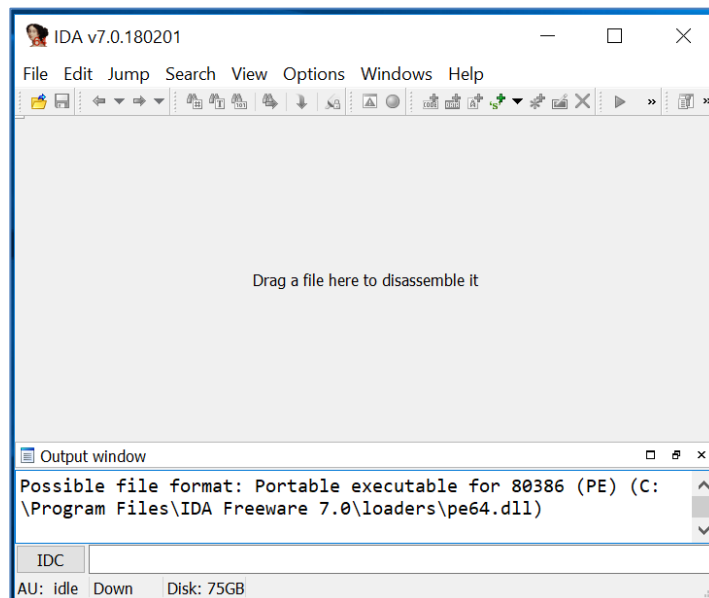 IDA v7.0.180201
File Edit Jump Search View Options Windows Help
Drag a file here to disassemble it
Output window
Possible file format: Portable executable for 80386 (PE) (C:
\Program Files\IDA Freeware 7.0\loaders\pe64.dll)
IDC
AU: idle Down Disk: 75GB